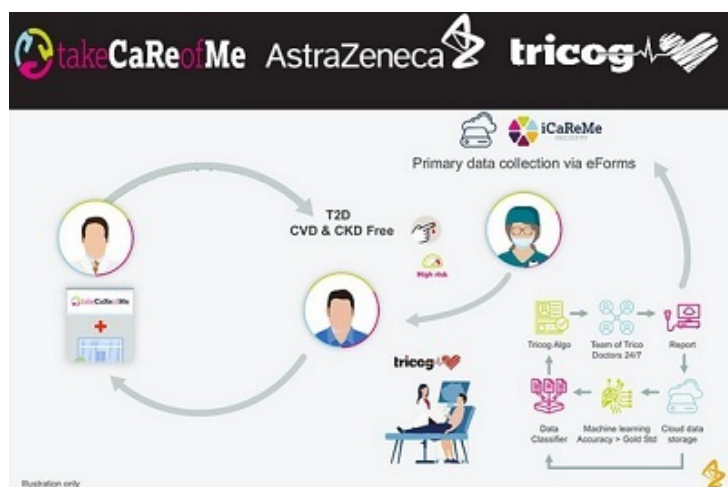 takeCaReofMe AstraZeneca tricog
iCaReMe
REGISTRY
Primary data collection via eForms
T2D
CVD & CKD Free
High risk
takeCaReofMe
tricog
Tricog Algo
Team of Trico
Doctors 24/7
Report
Data
Classifier
Machine learning
Accuracy > Gold Std
Cloud data
storage
Illustration only